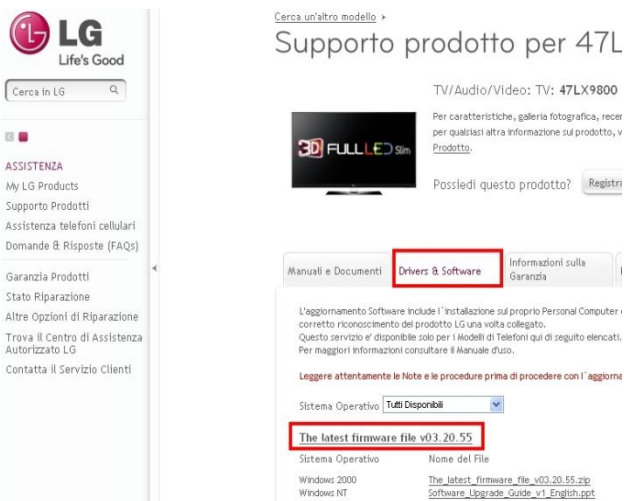 LG
Life's Good
Cerca in LG
ASSISTENZA
My LG Products
Supporto Prodotti
Assistenza telefoni cellulari
Domande & Risposte (FAQs)
Garanzia Prodotti
Stato Riparazione
Altre Opzioni di Riparazione
Trova il Centro di Assistenza
Autorizzato LG
Contatta il Servizio Clienti
Cerca un'altro modello
Supporto prodotto per 47L
TV/Audio/Video: TV: 47LX9800
3D FULL LED Slim
Per caratteristiche, galleria fotografica, rece
per qualsiasi altra informazione sul prodotto, v
Prodotto.
Possiedi questo prodotto? Registra
Manuali e Documenti
Drivers & Software
Informazioni sulla
Garanzia
L'aggiornamento Software include l`installazione sul proprio Personal Computer
corretto riconoscimento del prodotto LG una volta collegato.
Questo servizio e' disponibile solo per i Modelli di Telefoni qui di seguito elencati.
Per maggiori informazioni consultare il Manuale d'uso.
Leggere attentamente le Note e le procedure prima di procedere con l`aggiorna
Sistema Operativo Tutti Disponibili
The latest firmware file v03.20.55
Sistema Operativo Nome del File
Windows 2000 The_latest_firmware_file_v03.20.55.zip
Windows NT Software_Upgrade_Guide_v1_English.ppt